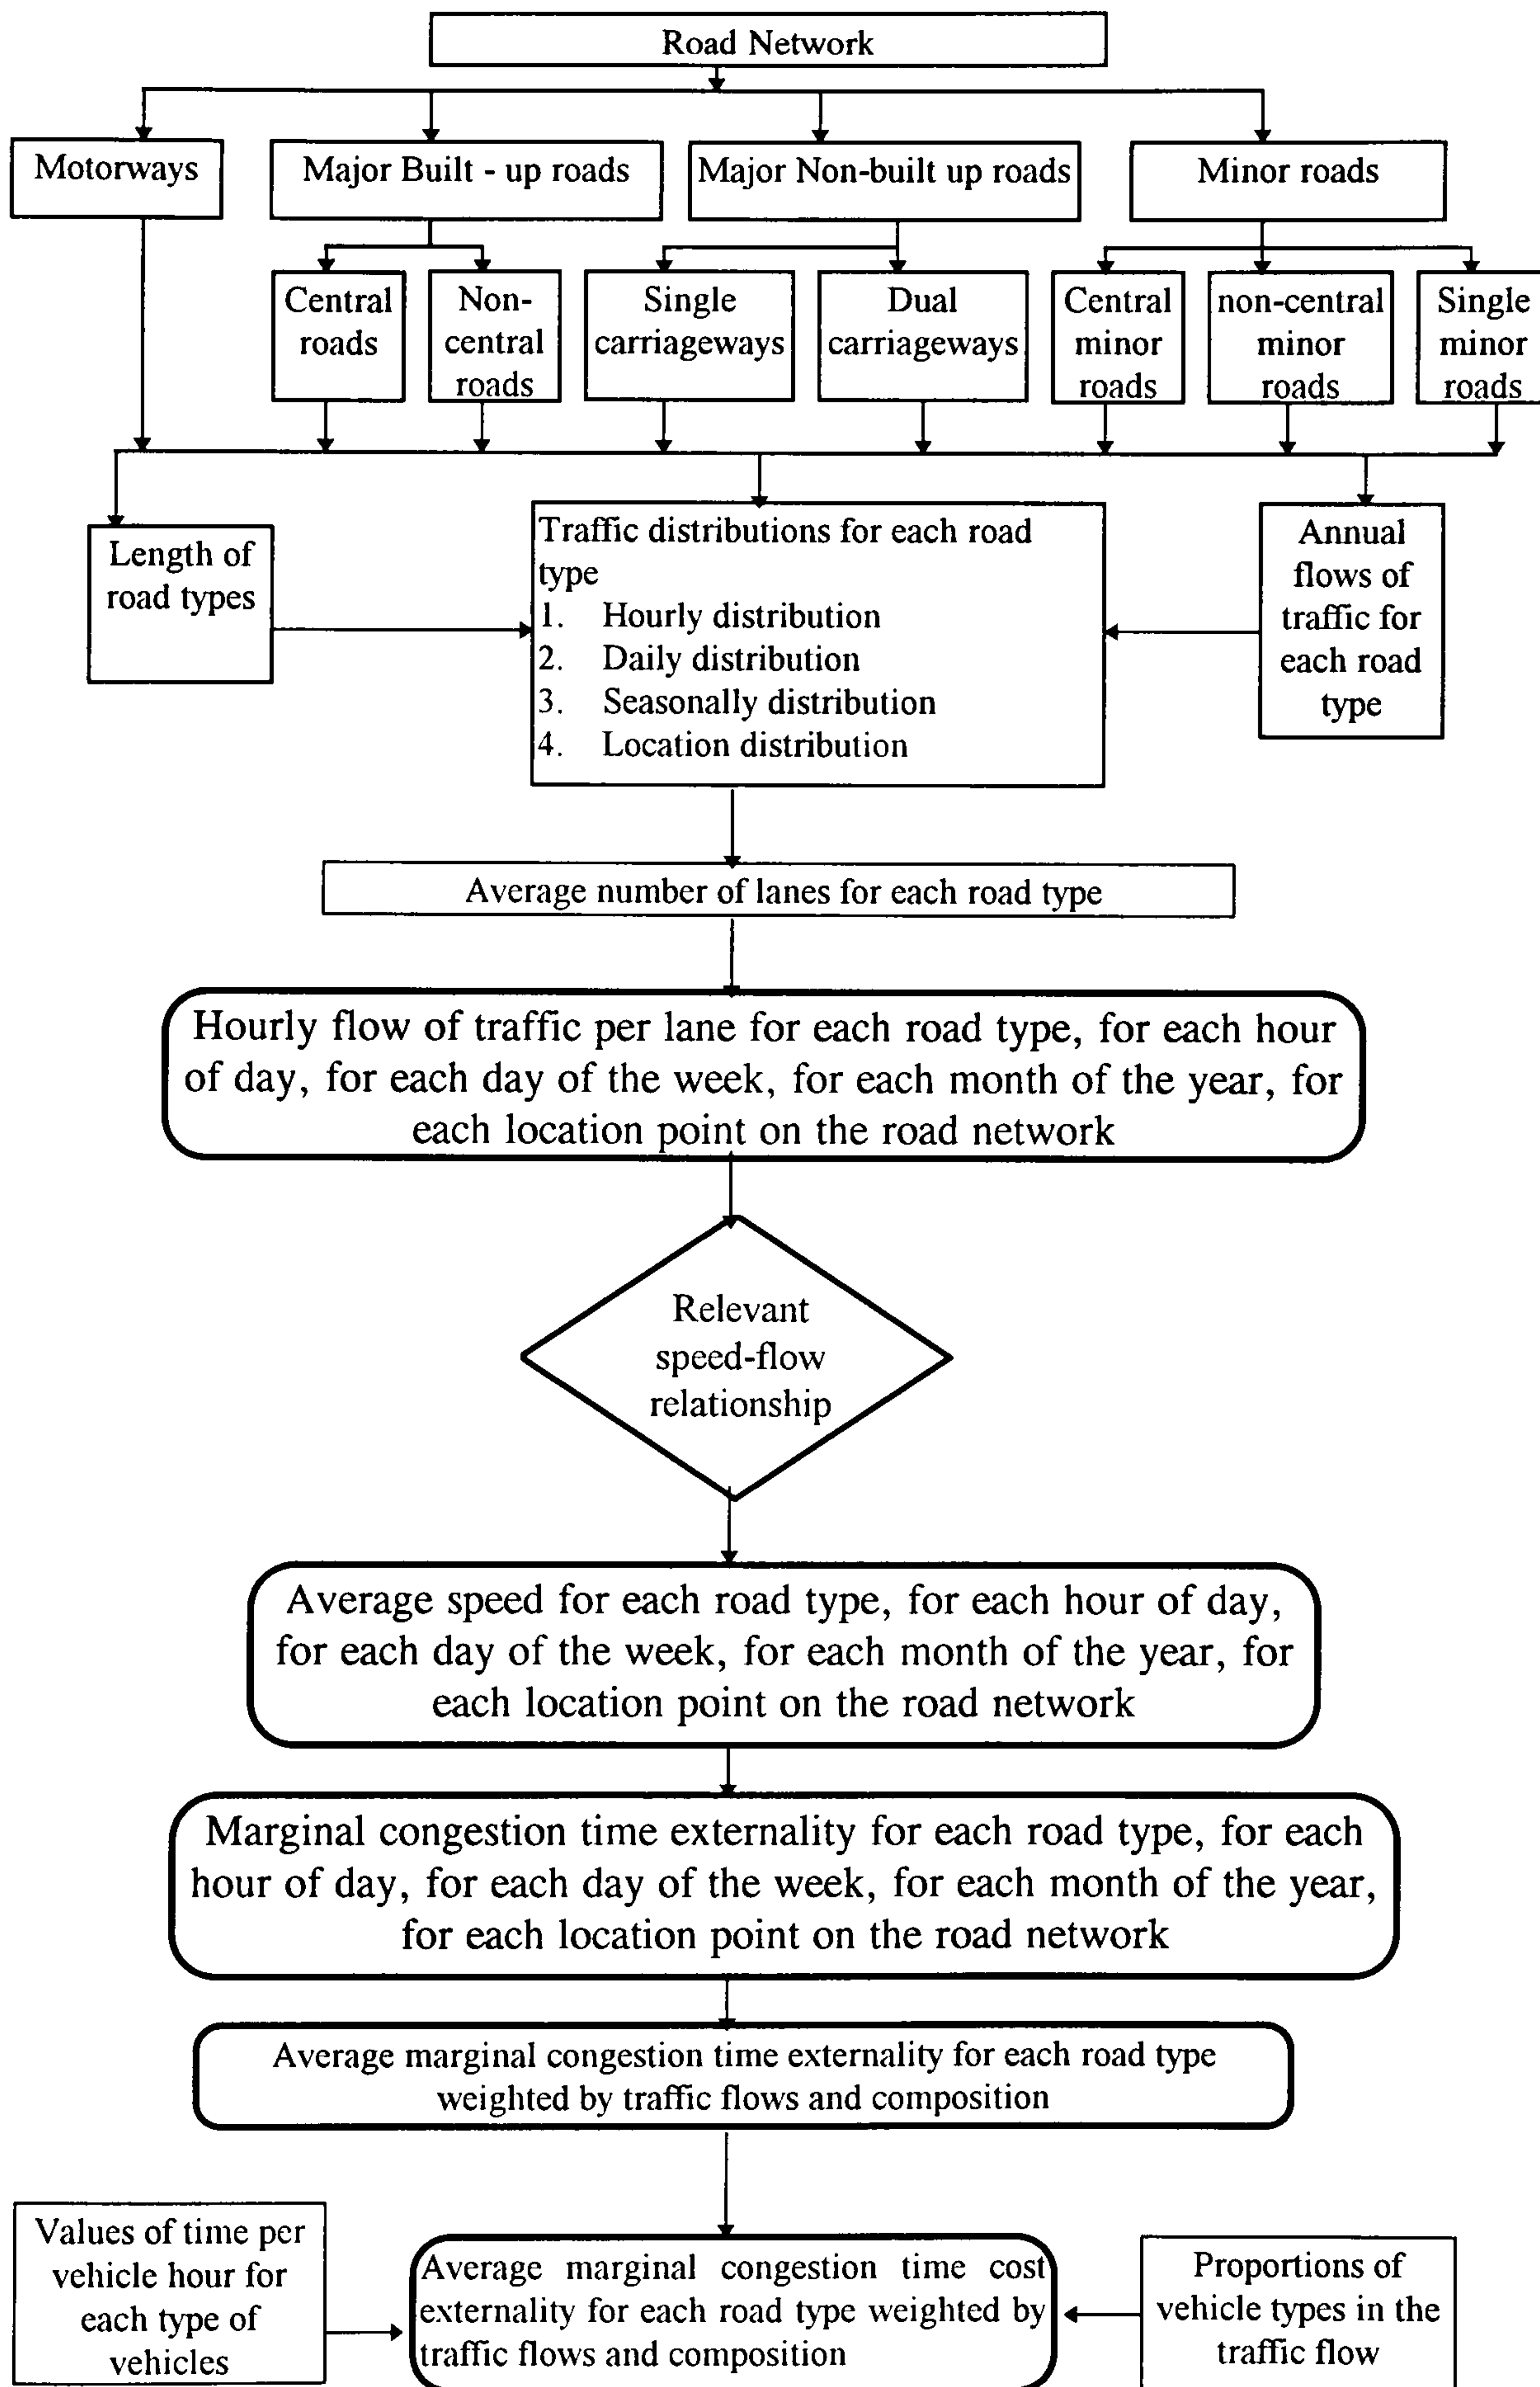 Road Network
Motorways
Major Built - up roads
Major Non-built up roads
Minor roads
Central
roads
Non-
central
roads
Single
carriageways
Dual
carriageways
Central
minor
roads
non-central
minor
roads
Single
minor
roads
Length of
road types
Traffic distributions for each road
type
1. Hourly distribution
2. Daily distribution
3. Seasonally distribution
4. Location distribution
Annual
flows of
traffic for
each road
type
Average number of lanes for each road type
Hourly flow of traffic per lane for each road type, for each hour
of day, for each day of the week, for each month of the year, for
each location point on the road network
Relevant
speed-flow
relationship
Average speed for each road type, for each hour of day,
for each day of the week, for each month of the year, for
each location point on the road network
Marginal congestion time externality for each road type, for each
hour of day, for each day of the week, for each month of the year,
for each location point on the road network
Average marginal congestion time externality for each road type
weighted by traffic flows and composition
Values of time per
vehicle hour for
each type of
vehicles
Average marginal congestion time cost
externality for each road type weighted by
traffic flows and composition
Proportions of
vehicle types in the
traffic flow